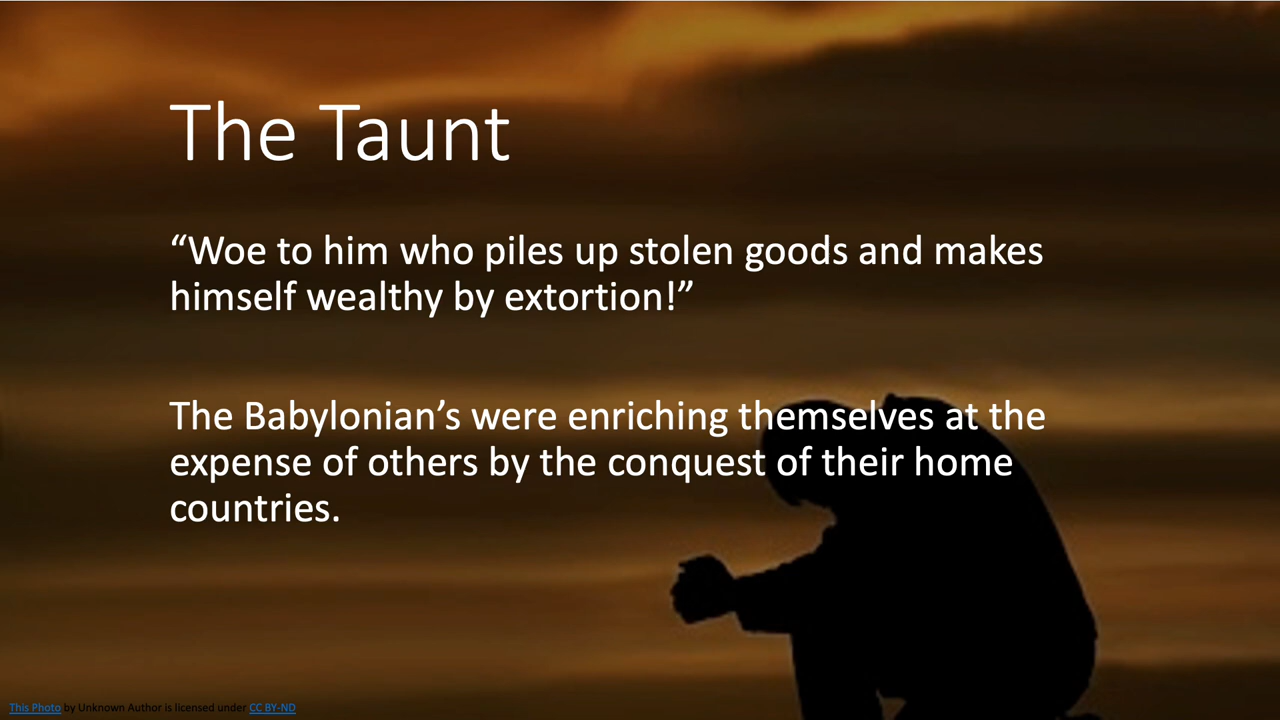 The Taunt
“Woe to him who piles up stolen goods and makes
himself wealthy by extortion!”
The Babylonian’s were enriching themselves at the
expense of others by the conquest of their home
countries.
This Photo by Unknown Author is licensed under CC BY-ND